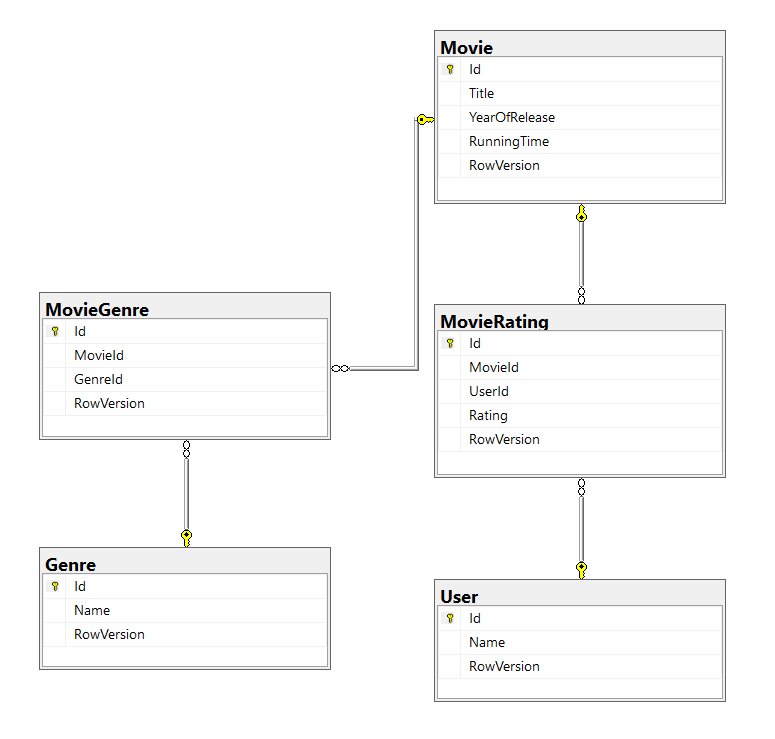 Movie
Id
Title
YearOfRelease
RunningTime
RowVersion
MovieGenre
Id
MovieId
GenreId
RowVersion
MovieRating
Id
MovieId
UserId
Rating
RowVersion
Genre
Id
Name
RowVersion
User
Id
Name
RowVersion